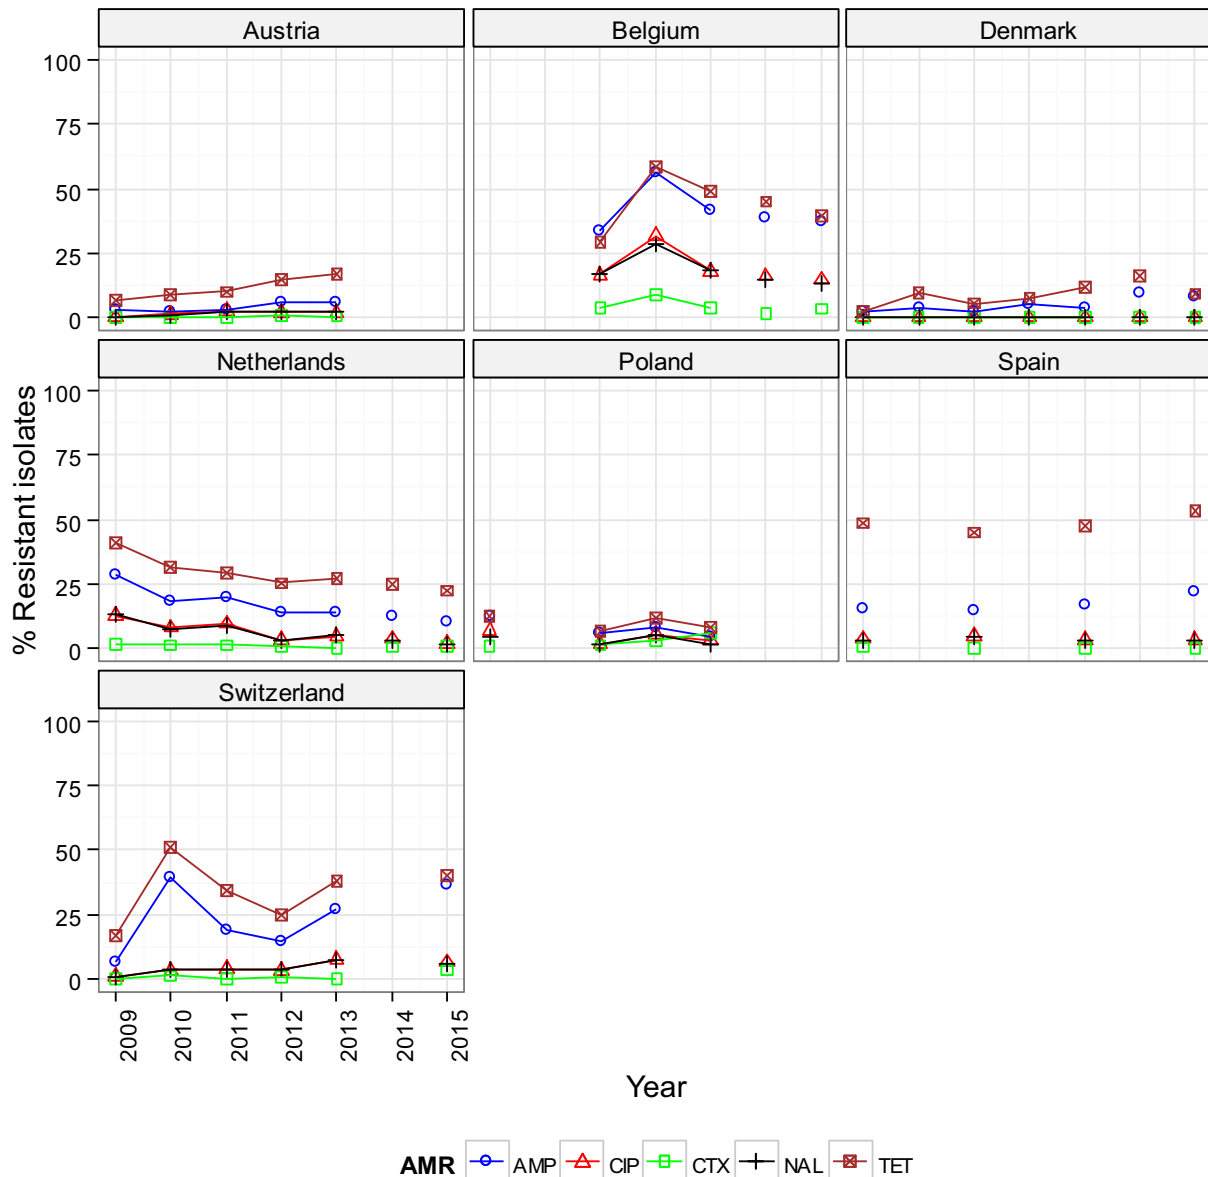 Austria
Belgium
Denmark
100
75
50
25
0
Netherlands
Poland
Spain
100
75
50
25
0
% Resistant isolates
Switzerland
100
75
50
25
0
2009
2010
2011
2012
2013
2014
2015
Year
AMR AMP CIP CTX NAL TET